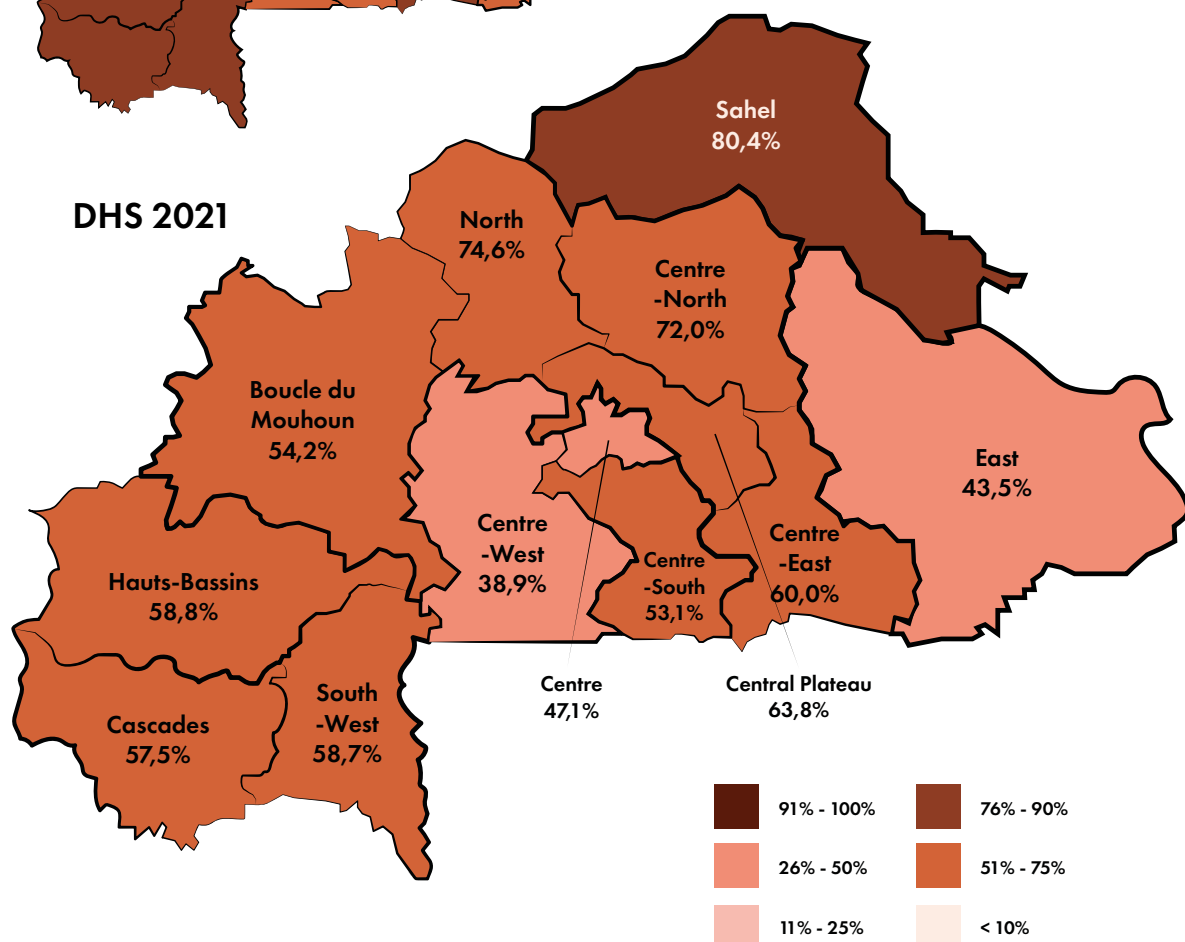 Sahel
80,4%
DHS 2021
North
74,6%
Centre
-North
72,0%
Boucle du
Mouhoun
54,2%
East
43,5%
Centre
-West
38,9%
Centre
-South
53,1%
Centre
-East
60,0%
Hauts-Bassins
58,8%
Centre
47,1%
Central Plateau
63,8%
Cascades
57,5%
South
-West
58,7%
91% - 100%
76% - 90%
26% - 50%
51% - 75%
11% - 25%
< 10%